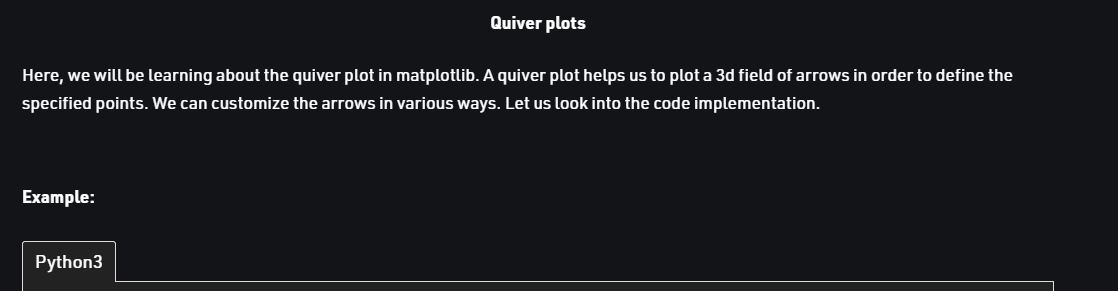 Quiver plots
Here, we will be learning about the quiver plot in matplotlib. A quiver plot helps us to plot a 3d field of arrows in order to define the
specified points. We can customize the arrows in various ways. Let us look into the code implementation.
Example:
Python3